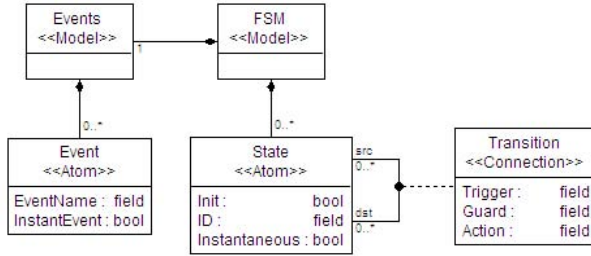 Events
<<Model>>
FSM
<<Model>>
1
0..*
0..*
Event
<<Atom>>
EventName : field
InstantEvent : bool
State
<<Atom>>
Init : bool
ID : field
Instantaneous : bool
src
0..*
dst
0..*
Transition
<<Connection>>
Trigger : field
Guard : field
Action : field